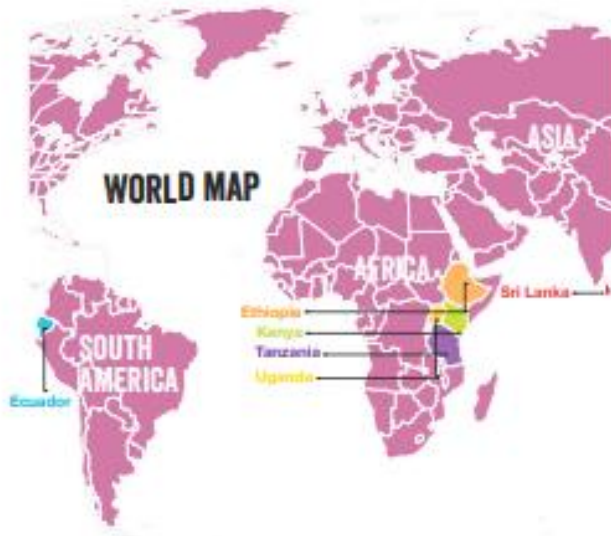 WORLD MAP
ASIA
AFRICA
Sri Lanka
Ethiopia
Kenya
Tanzania
Uganda
SOUTH
AMERICA
Ecuador